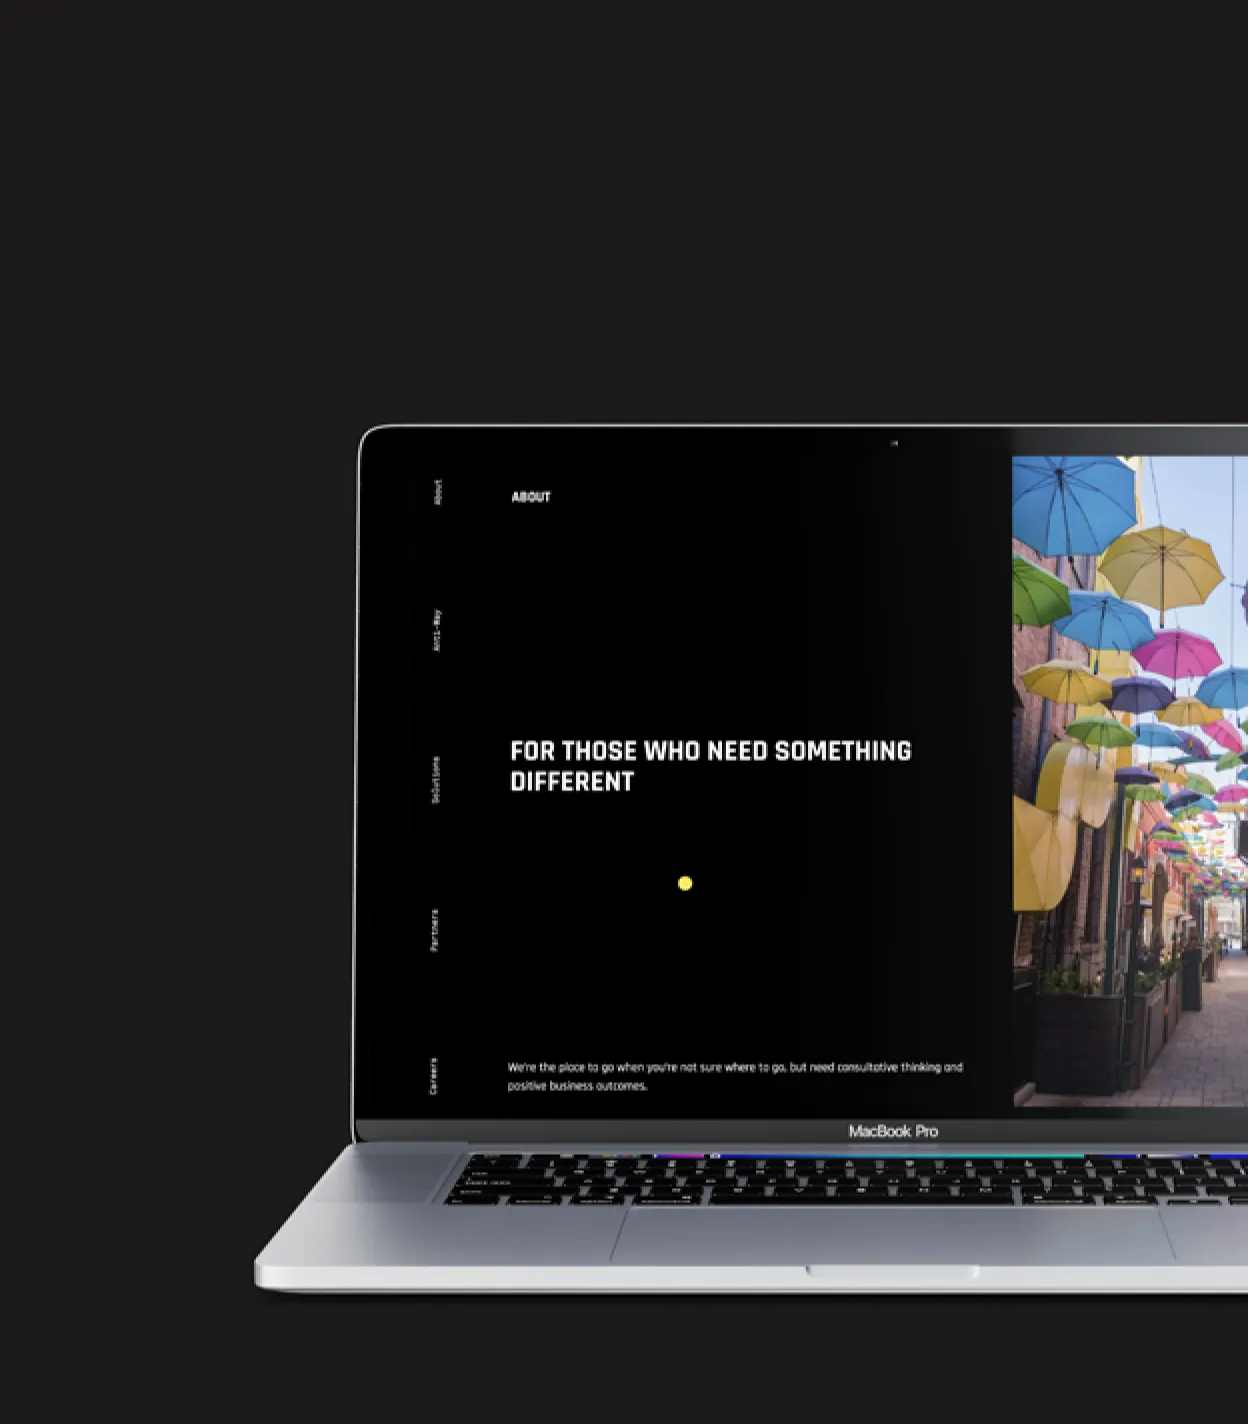 About
ABOUT
Anti-Way
FOR THOSE WHO NEED SOMETHING
DIFFERENT
Solutions
Partners
Careers
We're the place to go when you're not sure where to go, but need consultative thinking and
positive business outcomes.
MacBook Pro